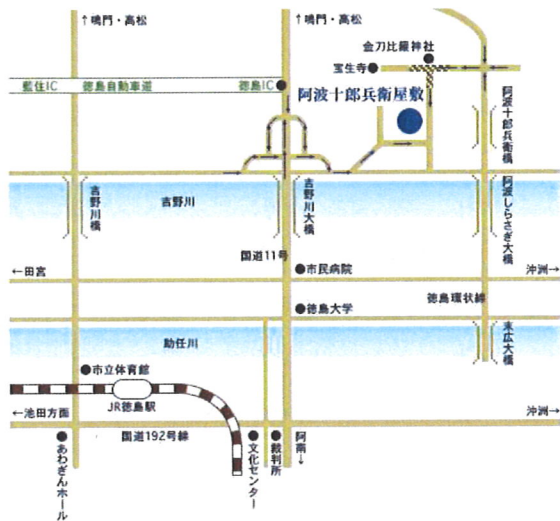 ↑鳴門・高松
↑鳴門・高松
金刀比羅神社
宝生寺
藍住IC
徳島自動車道
徳島IC
阿波十郎兵衛屋敷
阿波十郎兵衛橋
吉野川橋
吉野川
吉野川大橋
阿波しらさぎ大橋
国道11号
←田宮
市民病院
沖洲→
徳島大学
徳島環状線
助任川
末広大橋
市立体育館
JR徳島駅
←池田方面
国道192号線
沖洲→
あわぎんホール
文化センター
裁判所
阿南↓